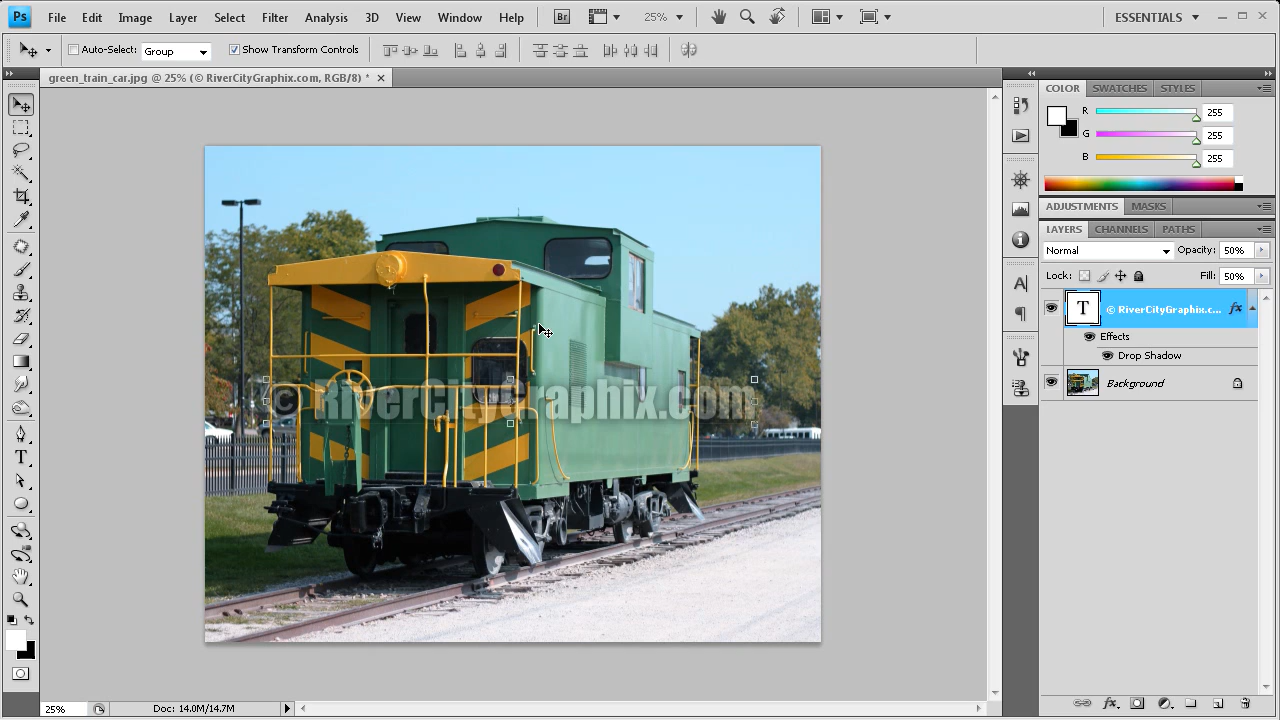 Ps File Edit Image Layer Select Filter Analysis 3D View Window Help Br 25% ESSENTIALS
Auto-Select: Group Show Transform Controls
green_train_car.jpg @ 25% (© RiverCityGraphix.com, RGB/8) *
COLOR SWATCHES STYLES
R 255
G 255
B 255
ADJUSTMENTS MASKS
LAYERS CHANNELS PATHS
Normal Opacity: 50%
Lock: Fill: 50%
T © RiverCityGraphix.c... fx
Effects
Drop Shadow
Background
© RiverCityGraphix.com
25% Doc: 14.0M/14.7M